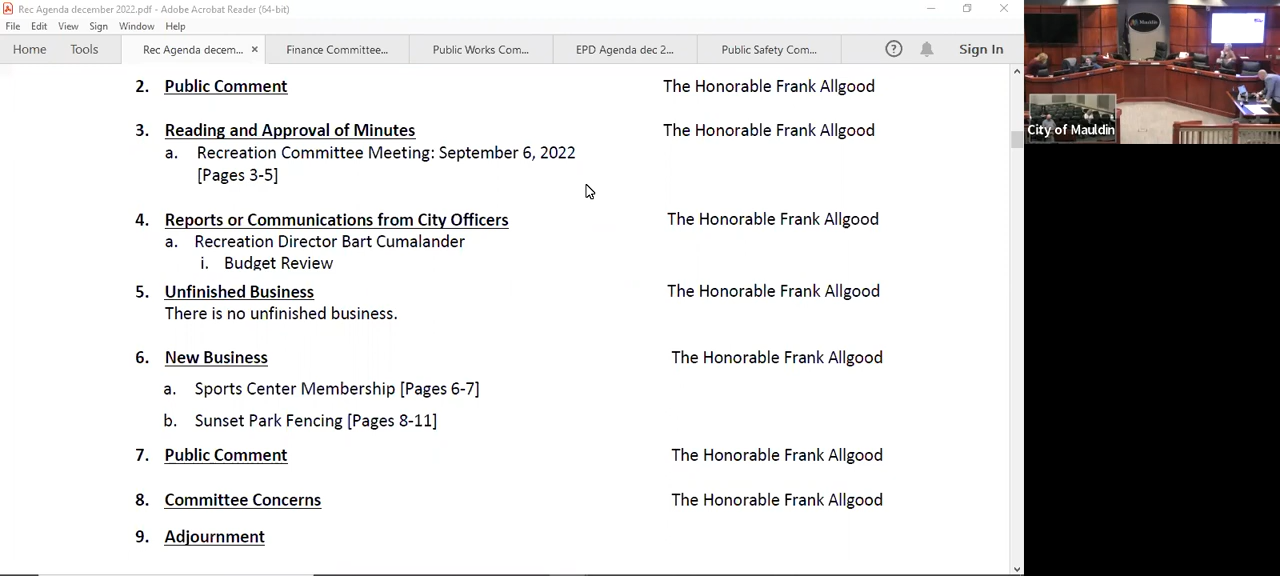 Rec Agenda december 2022.pdf - Adobe Acrobat Reader (64-bit)
File Edit View Sign Window Help
Home Tools Rec Agenda decem... × Finance Committee... Public Works Com... EPD Agenda dec 2... Public Safety Com... Sign In
2. Public Comment The Honorable Frank Allgood
3. Reading and Approval of Minutes The Honorable Frank Allgood
a. Recreation Committee Meeting: September 6, 2022
[Pages 3-5]
4. Reports or Communications from City Officers The Honorable Frank Allgood
a. Recreation Director Bart Cumalander
i. Budget Review
5. Unfinished Business The Honorable Frank Allgood
There is no unfinished business.
6. New Business The Honorable Frank Allgood
a. Sports Center Membership [Pages 6-7]
b. Sunset Park Fencing [Pages 8-11]
7. Public Comment The Honorable Frank Allgood
8. Committee Concerns The Honorable Frank Allgood
9. Adjournment
Mauldin
City of Mauldin